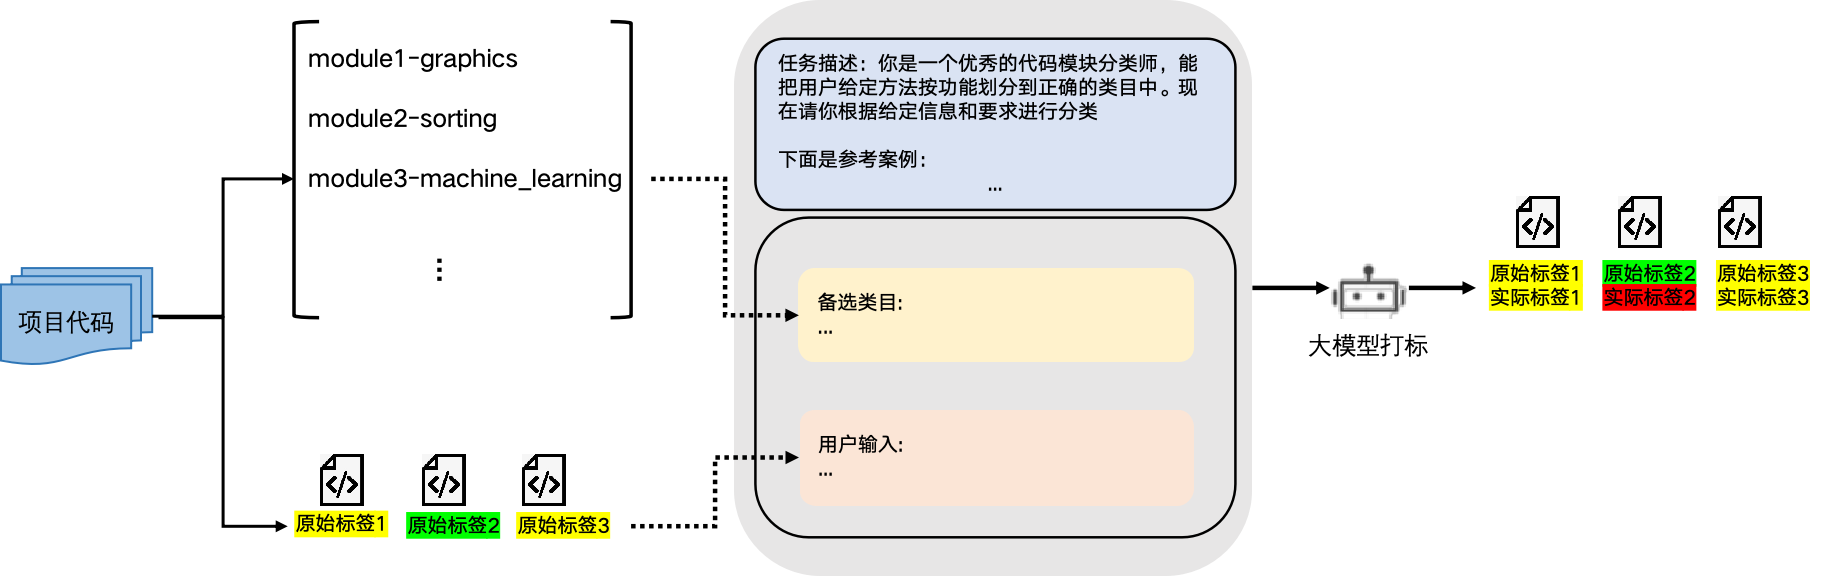 项目代码
module1-graphics
module2-sorting
module3-machine_learning
⋮
原始标签1
原始标签2
原始标签3
任务描述：你是一个优秀的代码模块分类师，能
把用户给定方法按功能划分到正确的类目中。现
在请你根据给定信息和要求进行分类
下面是参考案例：
...
备选类目:
...
用户输入:
...
大模型打标
原始标签1
实际标签1
原始标签2
实际标签2
原始标签3
实际标签3